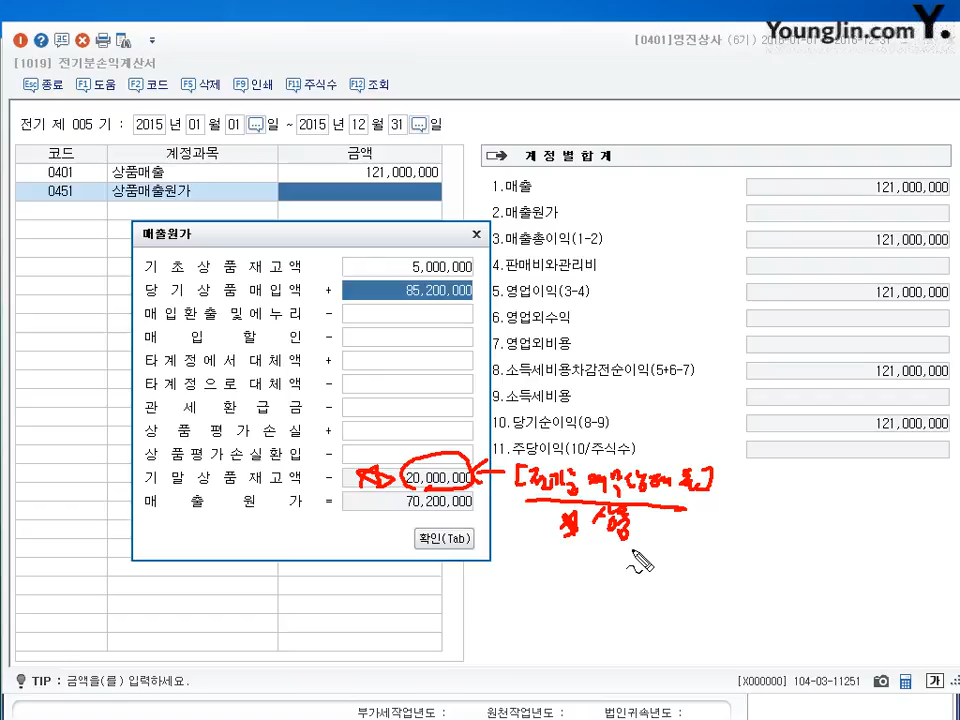 YoungJin.com Y.
[0401]영진상사 (6기) 2016-01-01~2016-12-31
[1019] 전기분손익계산서
Esc 종료 F1 도움 F2 코드 F5 삭제 F9 인쇄 F11 주식수 F12 조회
전기 제 005 기 : 2015 년 01 월 01 일 ~ 2015 년 12 월 31 일
코드 계정과목 금액
0401 상품매출 121,000,000
0451 상품매출원가
계정별합계
1.매출 121,000,000
2.매출원가
3.매출총이익(1-2) 121,000,000
4.판매비와관리비
5.영업이익(3-4) 121,000,000
6.영업외수익
7.영업외비용
8.소득세비용차감전순이익(5+6-7) 121,000,000
9.소득세비용
10.당기순이익(8-9) 121,000,000
11.주당이익(10/주식수)
매출원가 x
기초상품재고액 5,000,000
당기상품매입액 + 85,200,000
매입환출및에누리 -
매입할인 -
타계정에서대체액 +
타계정으로대체액 -
관세환급금 -
상품평가손실 +
상품평가손실환입 -
기말상품재고액 - 20,000,000
매출원가 = 70,200,000
확인(Tab)
상품
TIP : 금액을(를) 입력하세요.
[X000000] 104-03-11251 가
부가세작업년도 : 원천작업년도 : 법인귀속년도 :